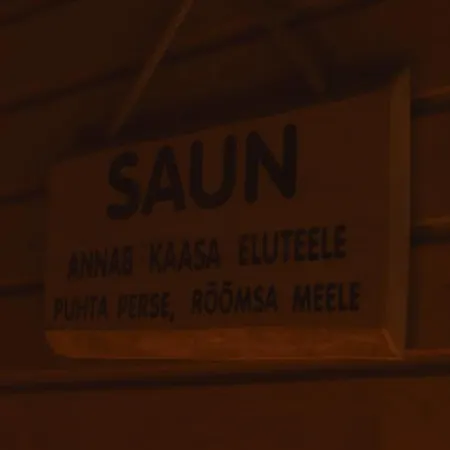 SAUN
ANNAB KAASA ELUTEELE
PUHTA PERSE, RÕÕMSA MEELE